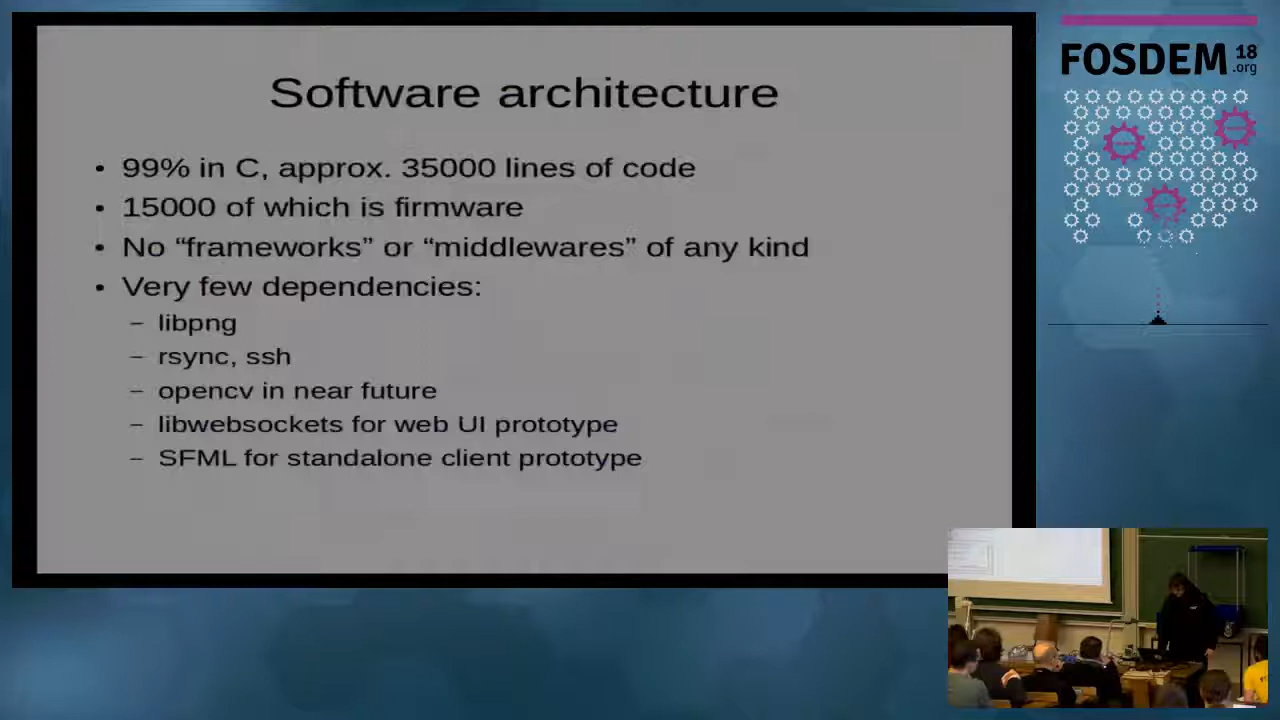 Software architecture
• 99% in C, approx. 35000 lines of code
• 15000 of which is firmware
• No “frameworks” or “middlewares” of any kind
• Very few dependencies:
– libpng
– rsync, ssh
– opencv in near future
– libwebsockets for web UI prototype
– SFML for standalone client prototype
FOSDEM 18
.org